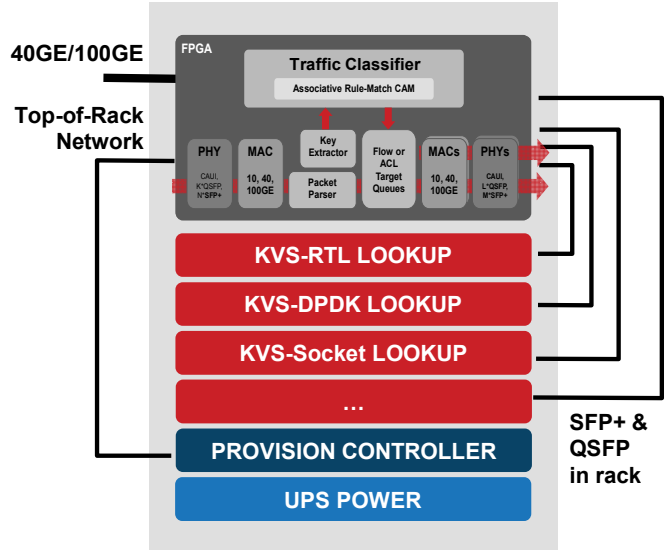 40GE/100GE
Top-of-Rack
Network
FPGA
Traffic Classifier
Associative Rule-Match CAM
PHY
CAUI,
K*QSFP,
N*SFP+
MAC
10, 40,
100GE
Key
Extractor
Packet
Parser
Flow or
ACL
Target
Queues
MACs
10, 40,
100GE
PHYs
CAUI,
L*QSFP,
M*SFP+
KVS-RTL LOOKUP
KVS-DPDK LOOKUP
KVS-Socket LOOKUP
...
PROVISION CONTROLLER
UPS POWER
SFP+ &
QSFP
in rack